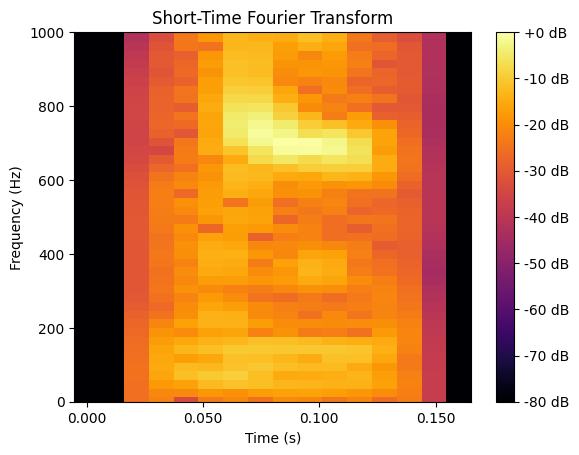 Short-Time Fourier Transform
Frequency (Hz)
1000
800
600
400
200
0
0.000
0.050
0.100
0.150
Time (s)
+0 dB
-10 dB
-20 dB
-30 dB
-40 dB
-50 dB
-60 dB
-70 dB
-80 dB